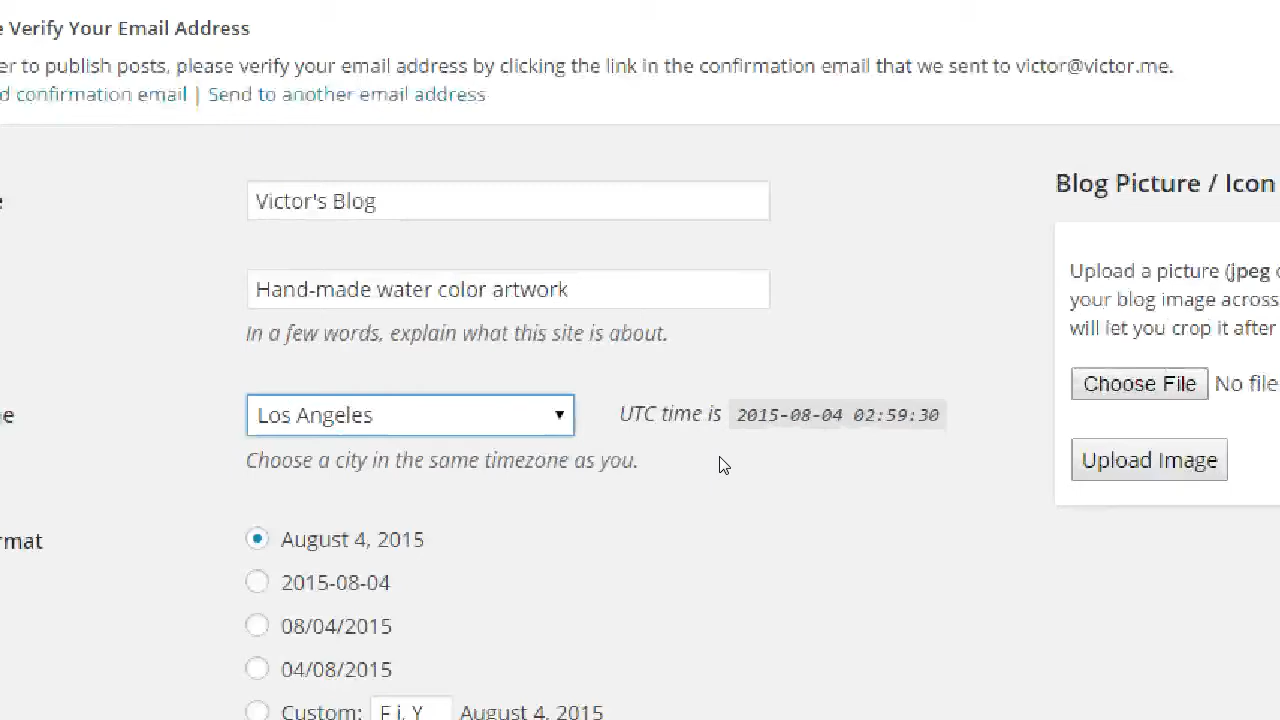 Verify Your Email Address
er to publish posts, please verify your email address by clicking the link in the confirmation email that we sent to victor@victor.me.
d confirmation email | Send to another email address
Blog Picture / Icon
Victor's Blog
Upload a picture (jpeg
Hand-made water color artwork
your blog image across
In a few words, explain what this site is about.
will let you crop it after
Choose File No file
Los Angeles
UTC time is 2015-08-04 02:59:30
Choose a city in the same timezone as you.
Upload Image
rmat
August 4, 2015
2015-08-04
08/04/2015
04/08/2015
Custom: F j, Y August 4, 2015